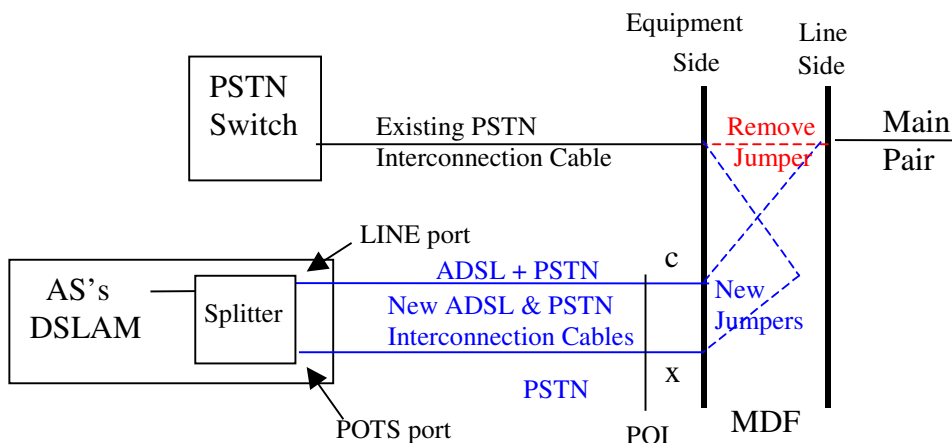 Equipment
Side
Line
Side
PSTN
Switch
Existing PSTN
Interconnection Cable
Remove
Jumper
Main
Pair
LINE port
c
ADSL + PSTN
AS's
DSLAM
Splitter
New ADSL & PSTN
Interconnection Cables
New
Jumpers
x
PSTN
POTS port
POI
MDF